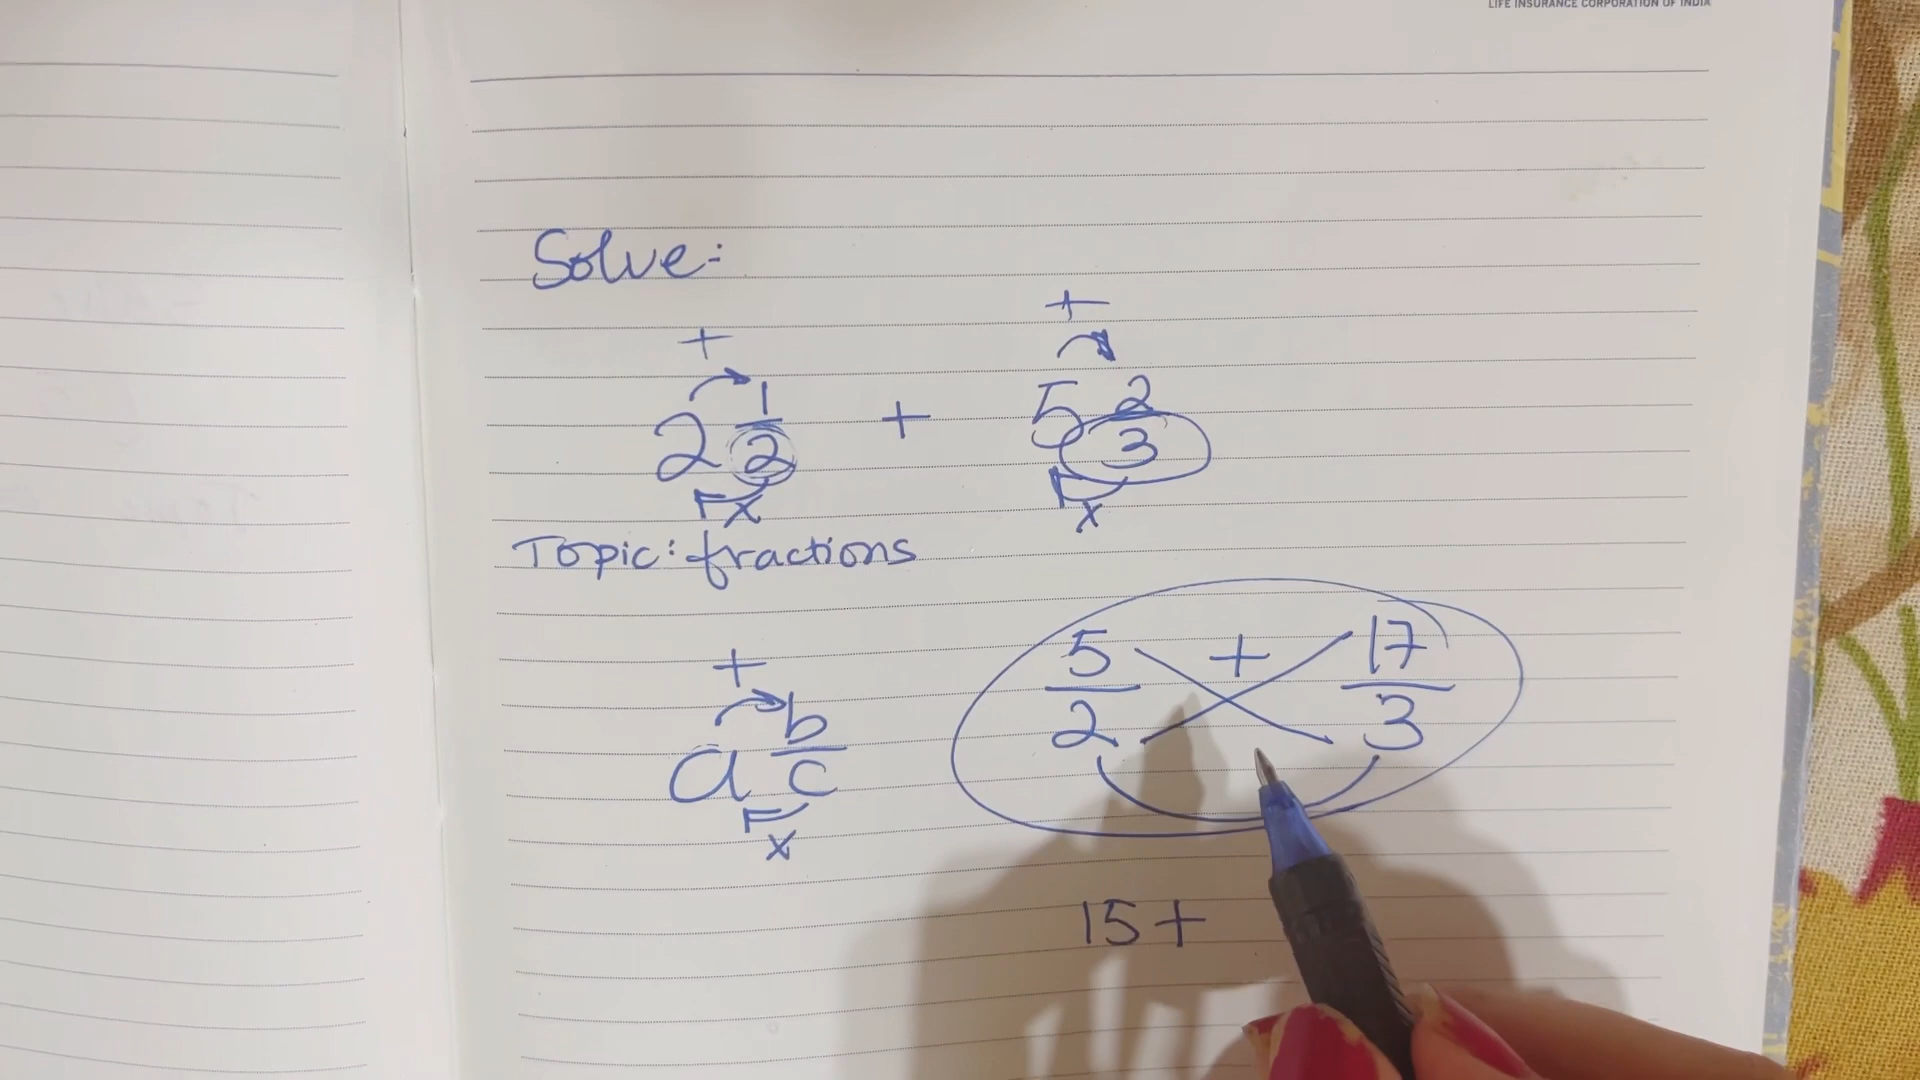 LIFE INSURANCE CORPORATION OF INDIA
Solve:
+ +
2 1/2 + 5 2/3
x x
Topic: fractions
+
a b/c
x
5/2 + 17/3
15+